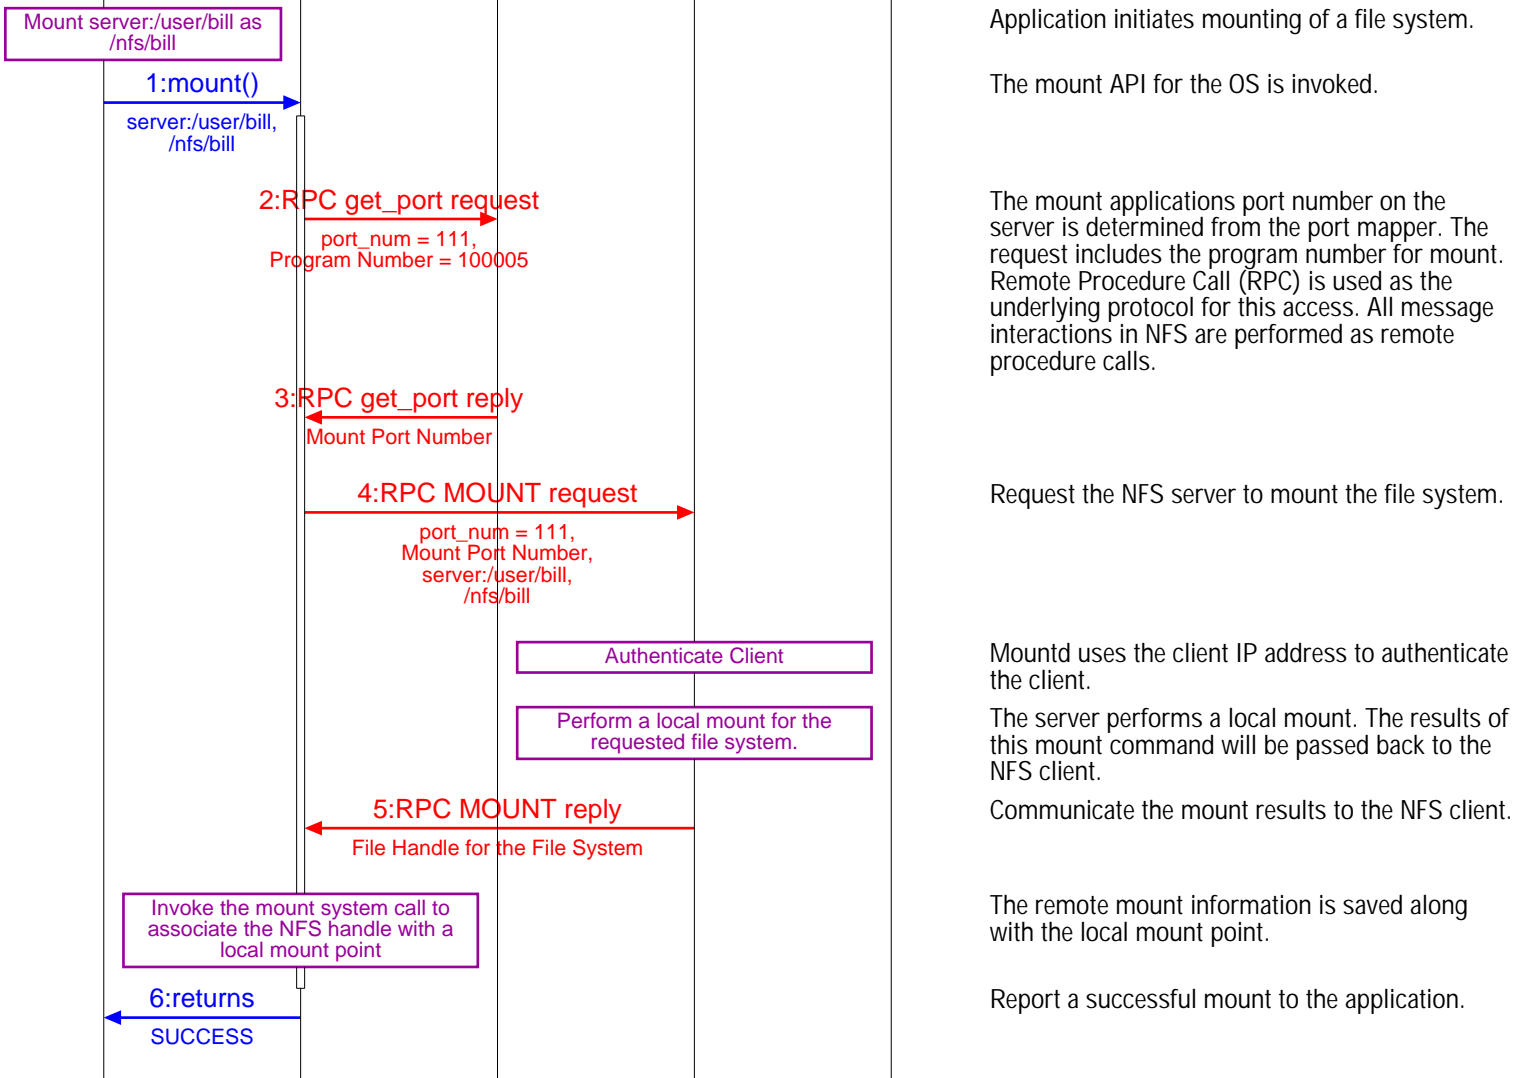 Mount server:/user/bill as
/nfs/bill
Application initiates mounting of a file system.
1:mount()
The mount API for the OS is invoked.
server:/user/bill,
/nfs/bill
2:RPC get_port request
port_num = 111,
Program Number = 100005
The mount applications port number on the
server is determined from the port mapper. The
request includes the program number for mount.
Remote Procedure Call (RPC) is used as the
underlying protocol for this access. All message
interactions in NFS are performed as remote
procedure calls.
3:RPC get_port reply
Mount Port Number
4:RPC MOUNT request
Request the NFS server to mount the file system.
port_num = 111,
Mount Port Number,
server:/user/bill,
/nfs/bill
Authenticate Client
Mountd uses the client IP address to authenticate
the client.
Perform a local mount for the
requested file system.
The server performs a local mount. The results of
this mount command will be passed back to the
NFS client.
5:RPC MOUNT reply
Communicate the mount results to the NFS client.
File Handle for the File System
Invoke the mount system call to
associate the NFS handle with a
local mount point
The remote mount information is saved along
with the local mount point.
6:returns
Report a successful mount to the application.
SUCCESS